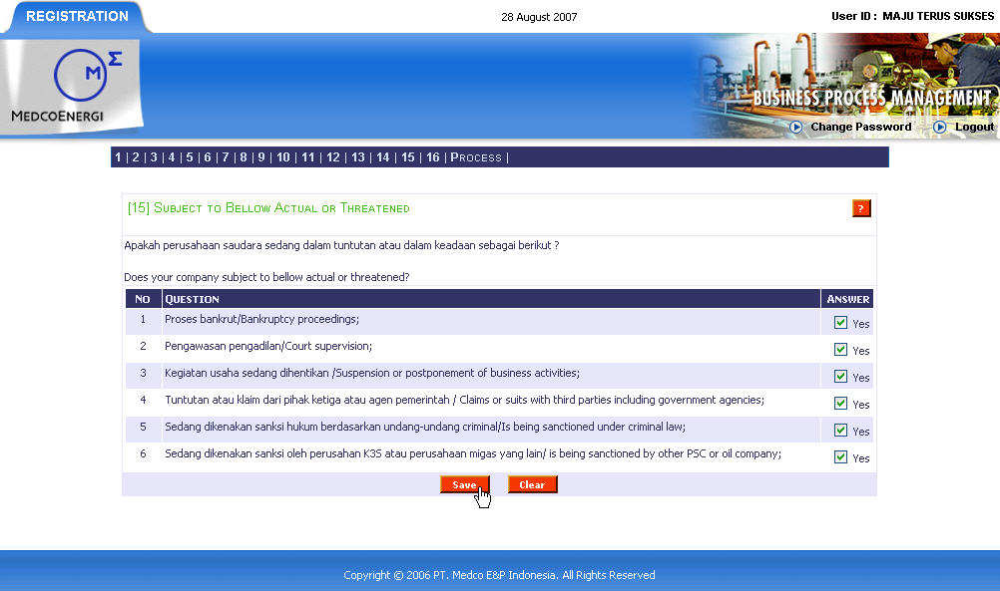 REGISTRATION
28 August 2007
User ID : MAJU TERUS SUKSES
M Σ
MEDCOENERGI
BUSINESS PROCESS MANAGEMENT
Change Password
Logout
1 | 2 | 3 | 4 | 5 | 6 | 7 | 8 | 9 | 10 | 11 | 12 | 13 | 14 | 15 | 16 | PROCESS |
[15] SUBJECT TO BELLOW ACTUAL OR THREATENED
?
Apakah perusahaan saudara sedang dalam tuntutan atau dalam keadaan sebagai berikut ?
Does your company subject to bellow actual or threatened?
NO QUESTION ANSWER
1 Proses bankrut/Bankruptcy proceedings; Yes
2 Pengawasan pengadilan/Court supervision; Yes
3 Kegiatan usaha sedang dihentikan /Suspension or postponement of business activities; Yes
4 Tuntutan atau klaim dari pihak ketiga atau agen pemerintah / Claims or suits with third parties including government agencies; Yes
5 Sedang dikenakan sanksi hukum berdasarkan undang-undang criminal/Is being sanctioned under criminal law; Yes
6 Sedang dikenakan sanksi oleh perusahan K3S atau perusahaan migas yang lain/ is being sanctioned by other PSC or oil company; Yes
Save Clear
Copyright © 2006 PT. Medco E&P Indonesia. All Rights Reserved